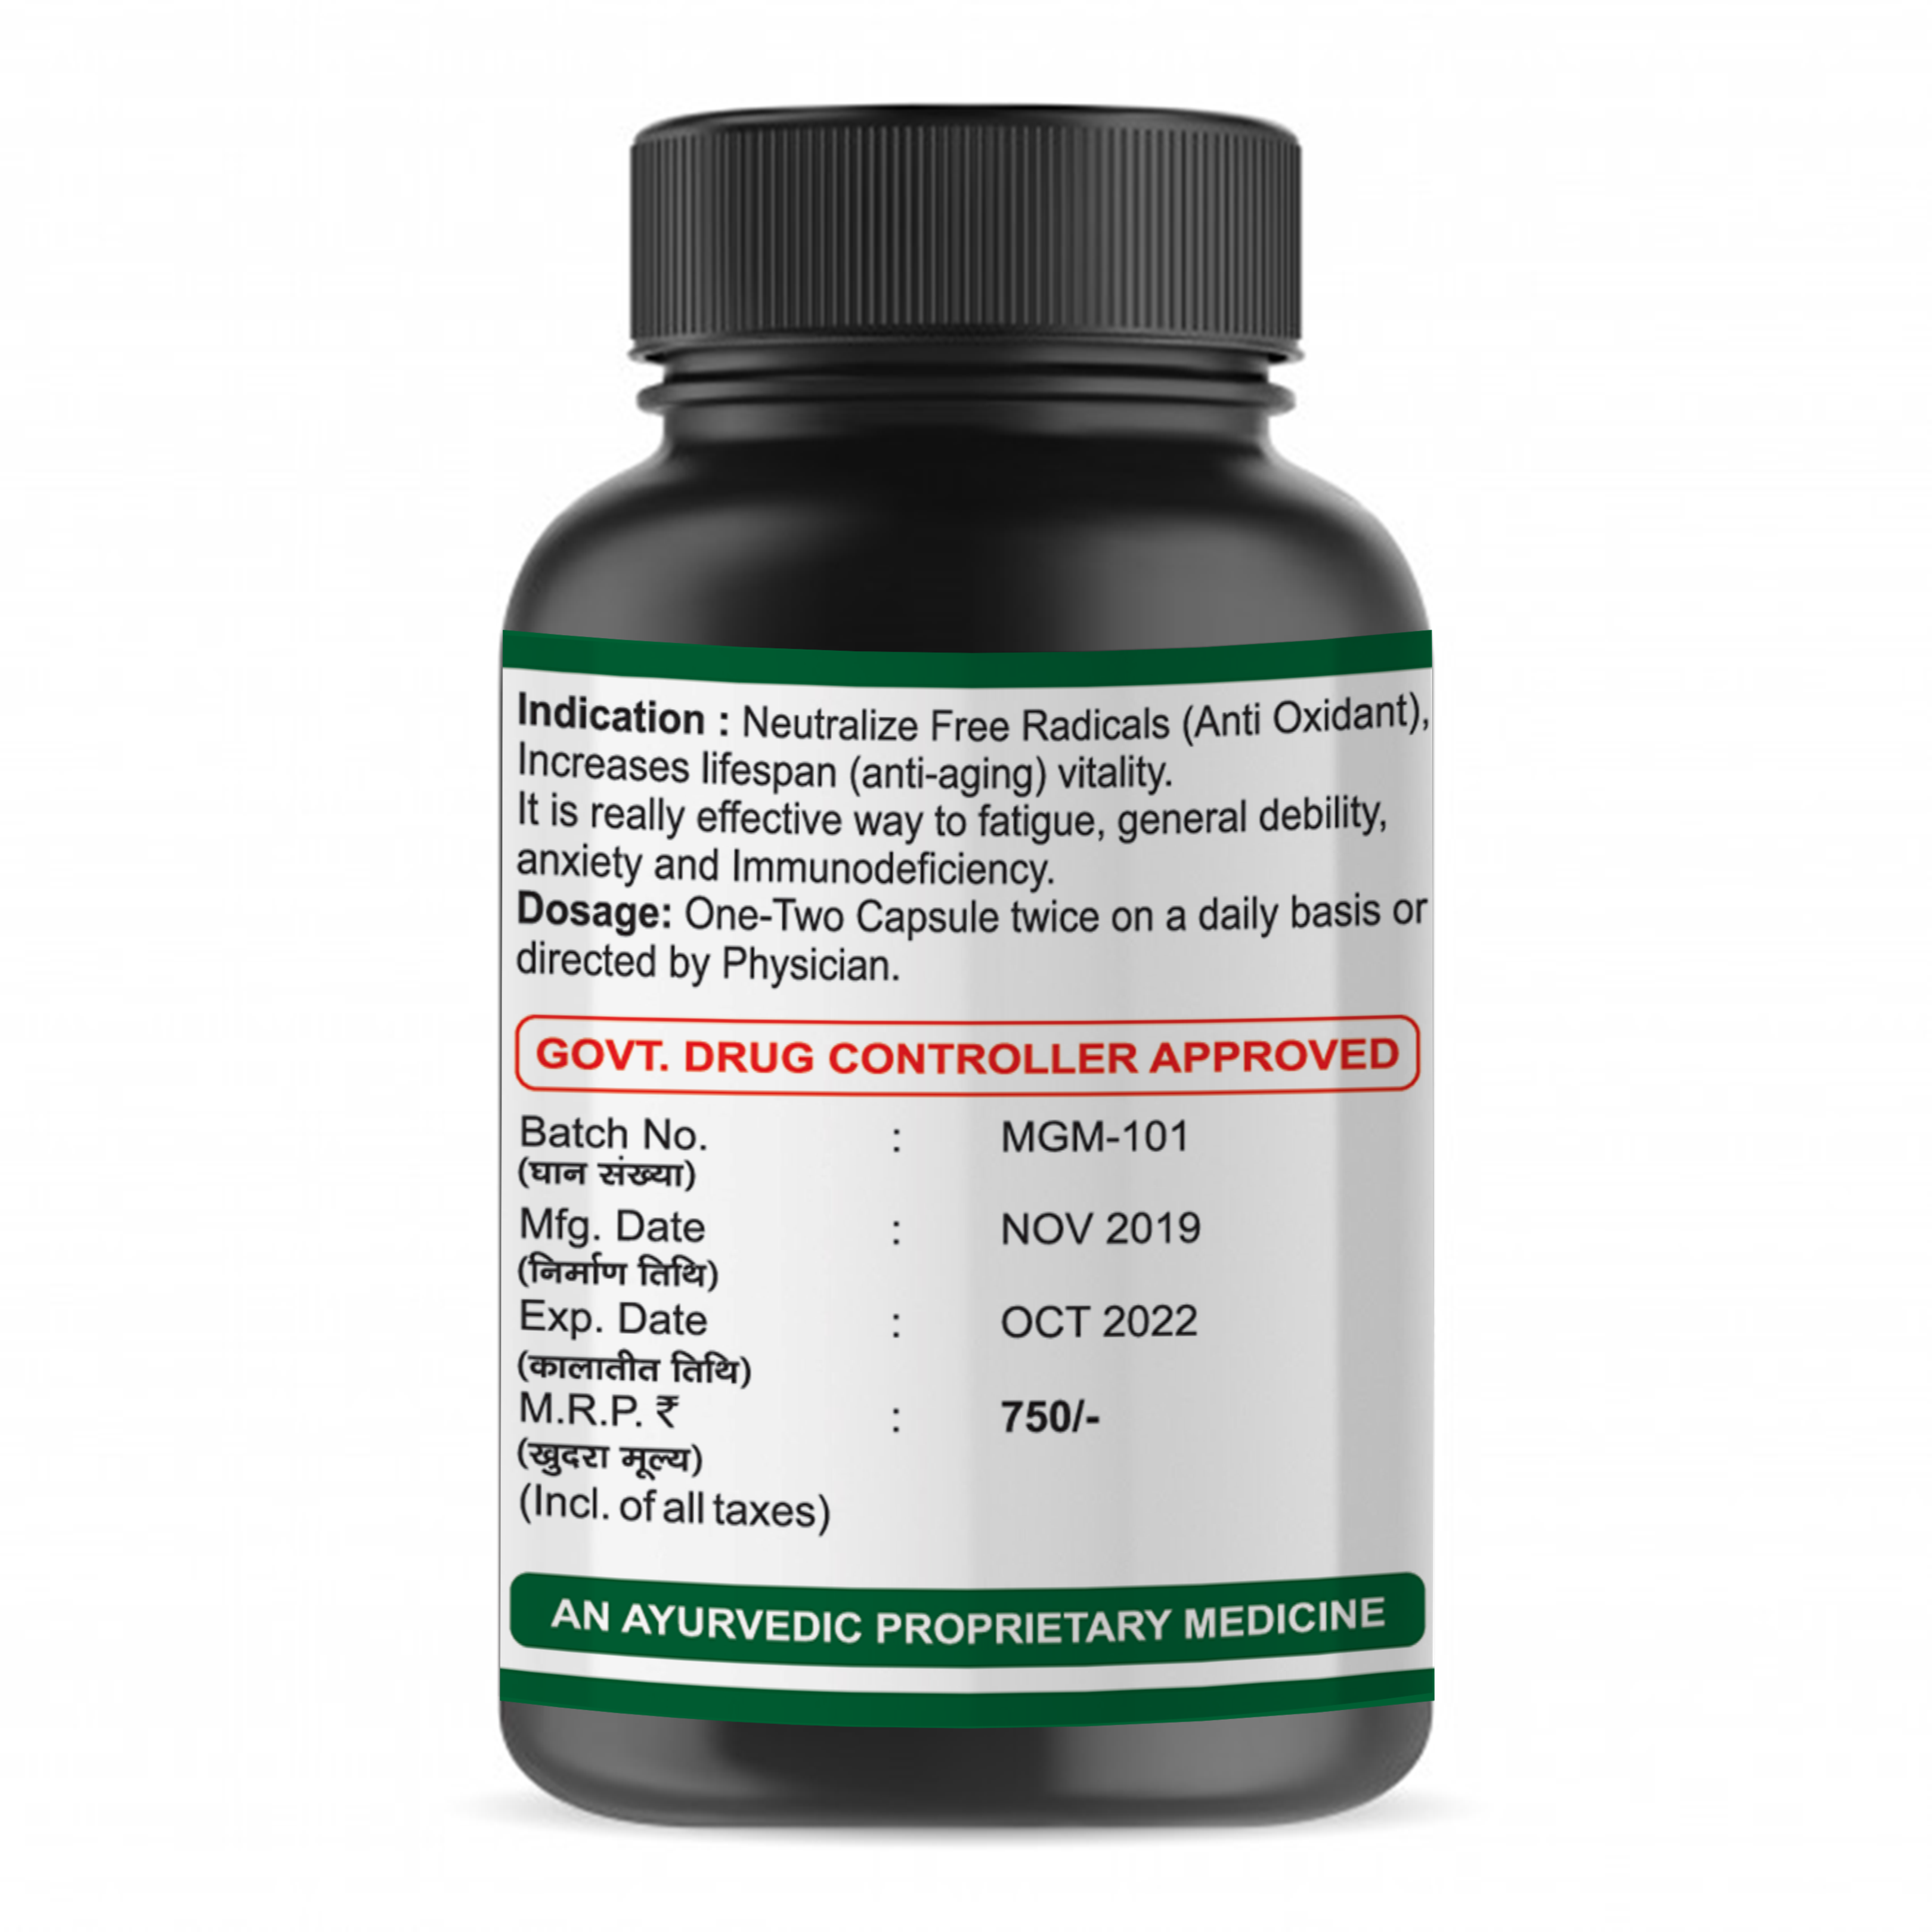 Indication : Neutralize Free Radicals (Anti Oxidant),
Increases lifespan (anti-aging) vitality.
It is really effective way to fatigue, general debility,
anxiety and Immunodeficiency.
Dosage: One-Two Capsule twice on a daily basis or
directed by Physician.
GOVT. DRUG CONTROLLER APPROVED
Batch No. : MGM-101
(घान संख्या)
Mfg. Date : NOV 2019
(निर्माण तिथि)
Exp. Date : OCT 2022
(कालातीत तिथि)
M.R.P. ₹ : 750/-
(खुदरा मूल्य)
(Incl. of all taxes)
AN AYURVEDIC PROPRIETARY MEDICINE